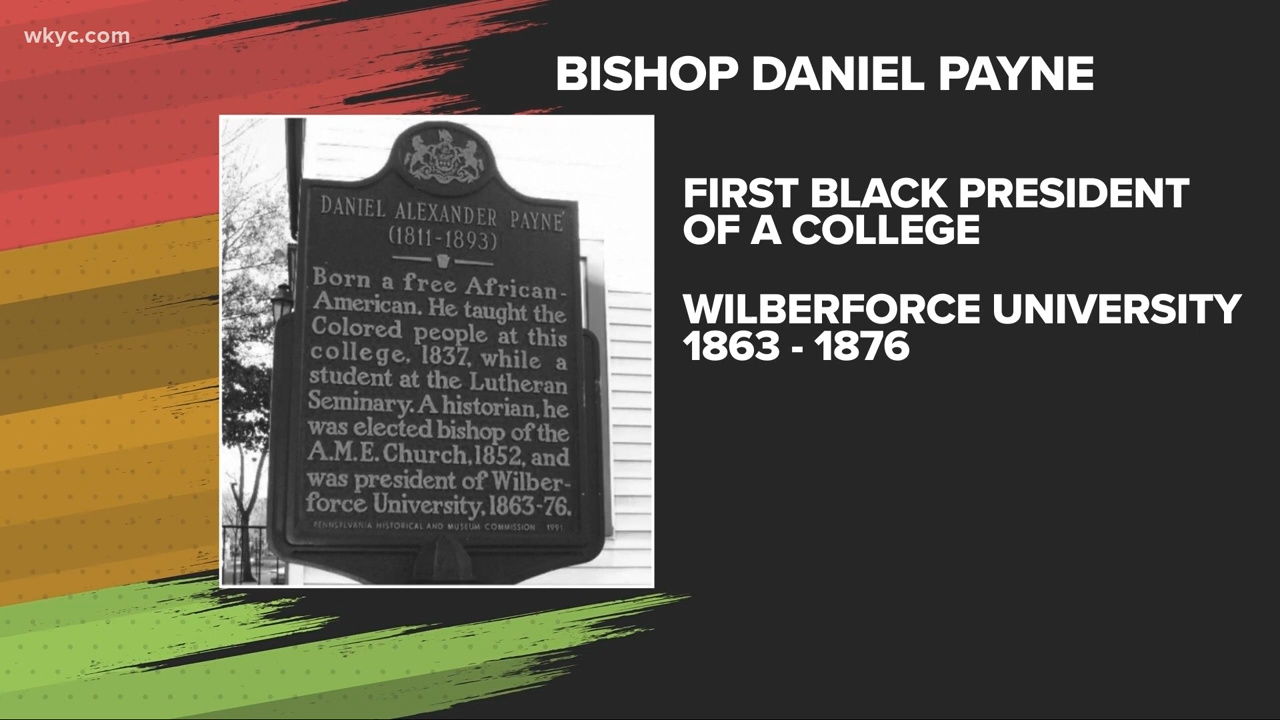 wkyc.com
BISHOP DANIEL PAYNE
DANIEL ALEXANDER PAYNE
(1811-1893)
Born a free African-
American. He taught the
Colored people at this
college, 1837, while a
student at the Lutheran
Seminary. A historian, he
was elected bishop of the
A.M.E. Church, 1852, and
was president of Wilber-
force University, 1863-76.
PENNSYLVANIA HISTORICAL AND MUSEUM COMMISSION 1991
FIRST BLACK PRESIDENT
OF A COLLEGE
WILBERFORCE UNIVERSITY
1863 - 1876